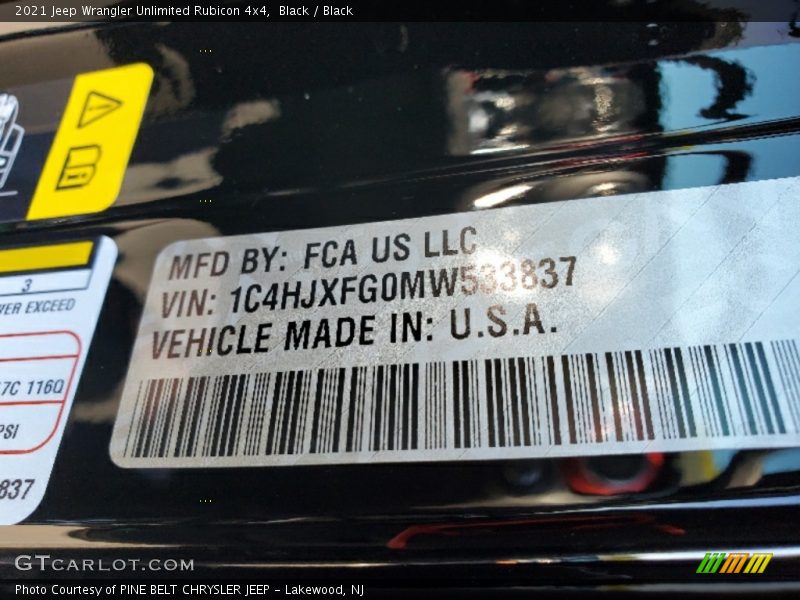 2021 Jeep Wrangler Unlimited Rubicon 4x4, Black / Black
MFD BY: FCA US LLC
VIN: 1C4HJXFG0MW533837
VEHICLE MADE IN: U.S.A.
3
VER EXCEED
7C 116Q
PSI
837
GTCARLOT.COM
Photo Courtesy of PINE BELT CHRYSLER JEEP - Lakewood, NJ